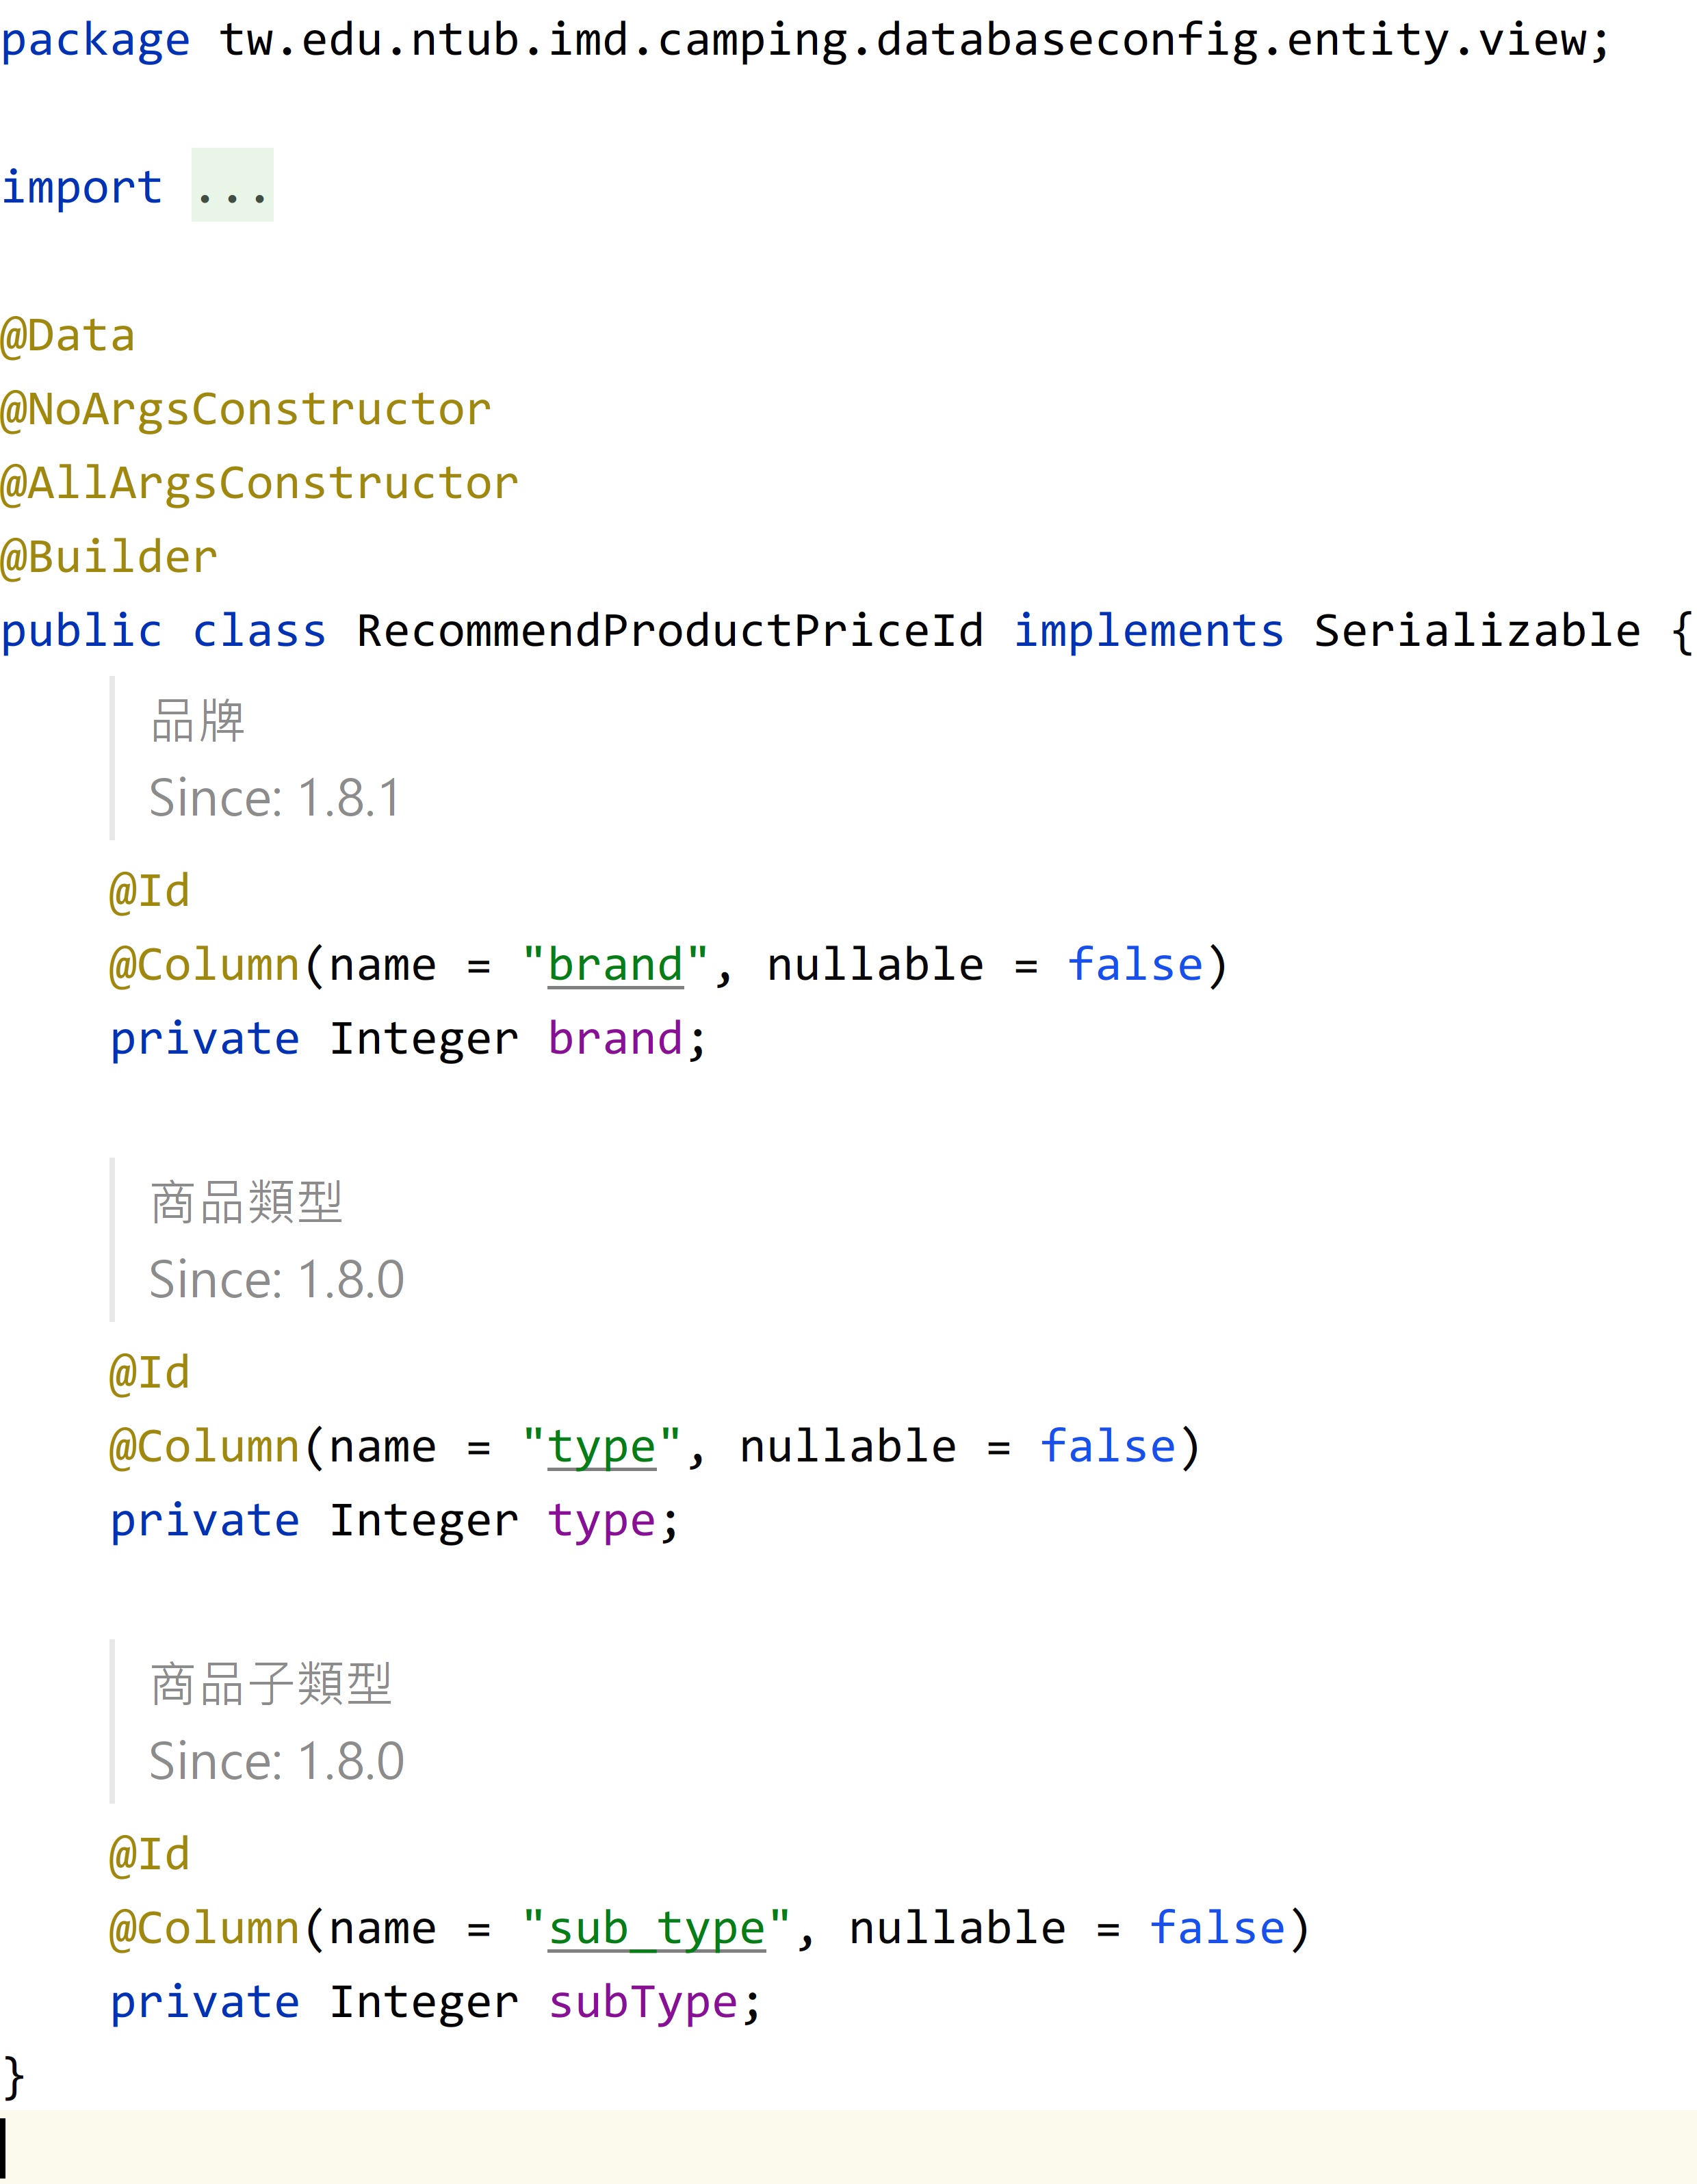 package tw.edu.ntub.imd.camping.databaseconfig.entity.view;
import ...
@Data
@NoArgsConstructor
@AllArgsConstructor
@Builder
public class RecommendProductPriceId implements Serializable {
品牌
Since: 1.8.1
@Id
@Column(name = "brand", nullable = false)
private Integer brand;
商品類型
Since: 1.8.0
@Id
@Column(name = "type", nullable = false)
private Integer type;
商品子類型
Since: 1.8.0
@Id
@Column(name = "sub_type", nullable = false)
private Integer subType;
}